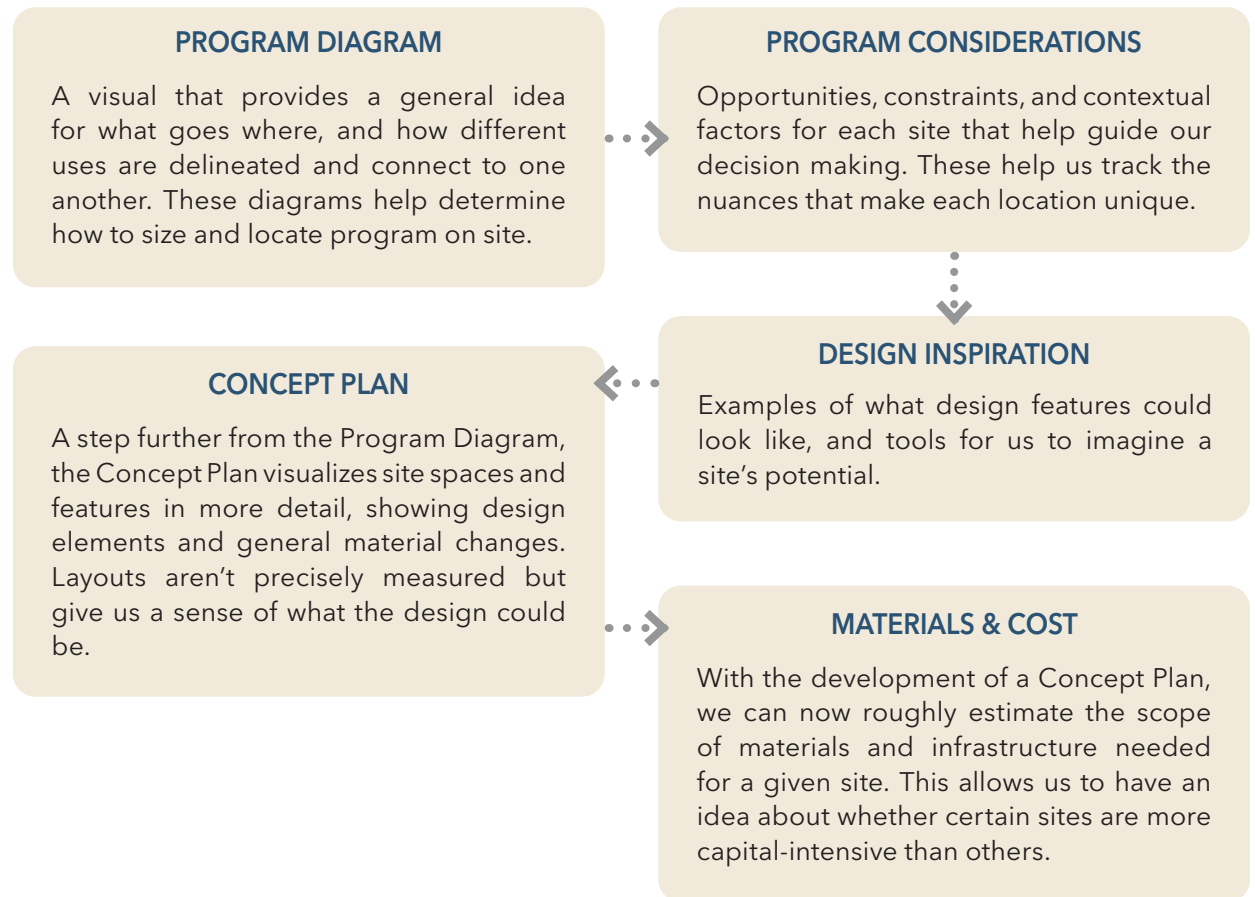 PROGRAM DIAGRAM
A visual that provides a general idea
for what goes where, and how different
uses are delineated and connect to one
another. These diagrams help determine
how to size and locate program on site.
PROGRAM CONSIDERATIONS
Opportunities, constraints, and contextual
factors for each site that help guide our
decision making. These help us track the
nuances that make each location unique.
DESIGN INSPIRATION
Examples of what design features could
look like, and tools for us to imagine a
site’s potential.
CONCEPT PLAN
A step further from the Program Diagram,
the Concept Plan visualizes site spaces and
features in more detail, showing design
elements and general material changes.
Layouts aren’t precisely measured but
give us a sense of what the design could
be.
MATERIALS & COST
With the development of a Concept Plan,
we can now roughly estimate the scope
of materials and infrastructure needed
for a given site. This allows us to have an
idea about whether certain sites are more
capital-intensive than others.